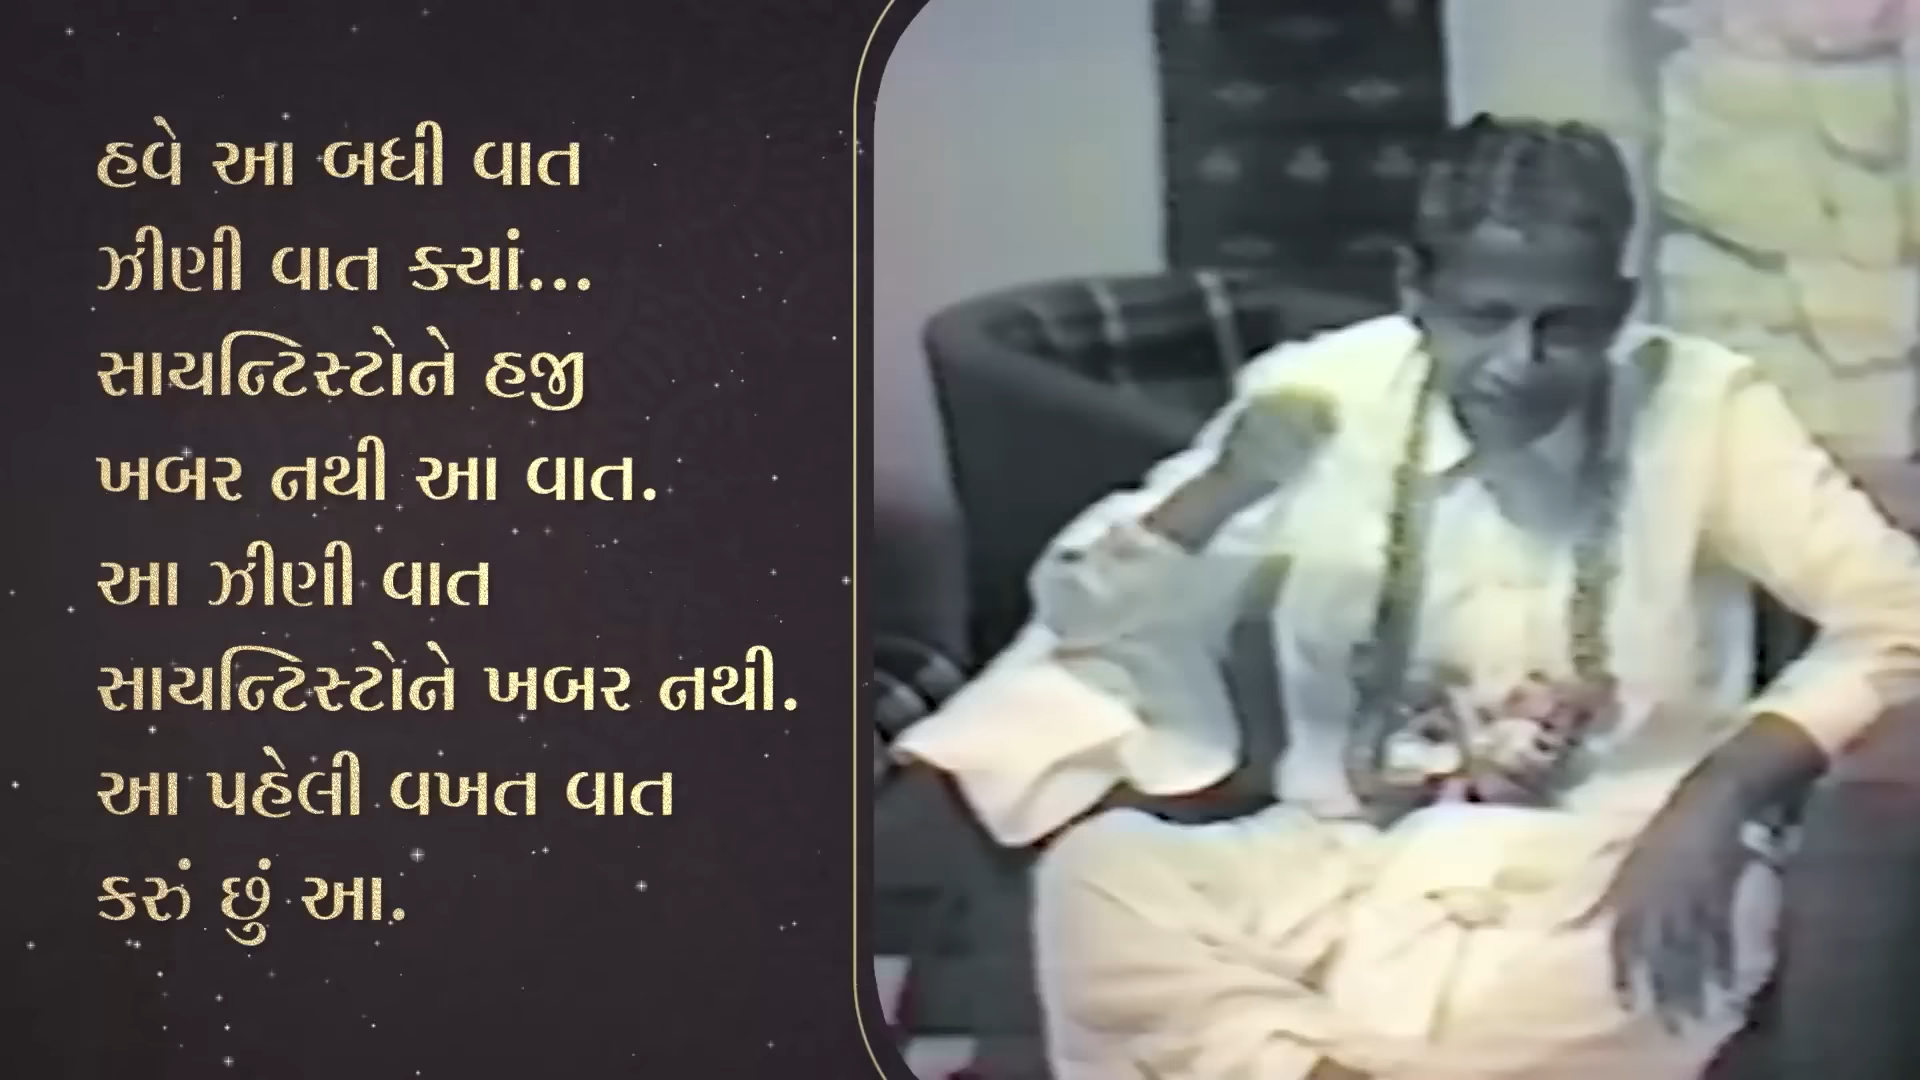 હવે આ બધી વાત
ઝીણી વાત ક્યાં...
સાયન્ટિસ્ટોને હજી
ખબર નથી આ વાત.
આ ઝીણી વાત
સાયન્ટિસ્ટોને ખબર નથી.
આ પહેલી વખત વાત
કરું છું આ.